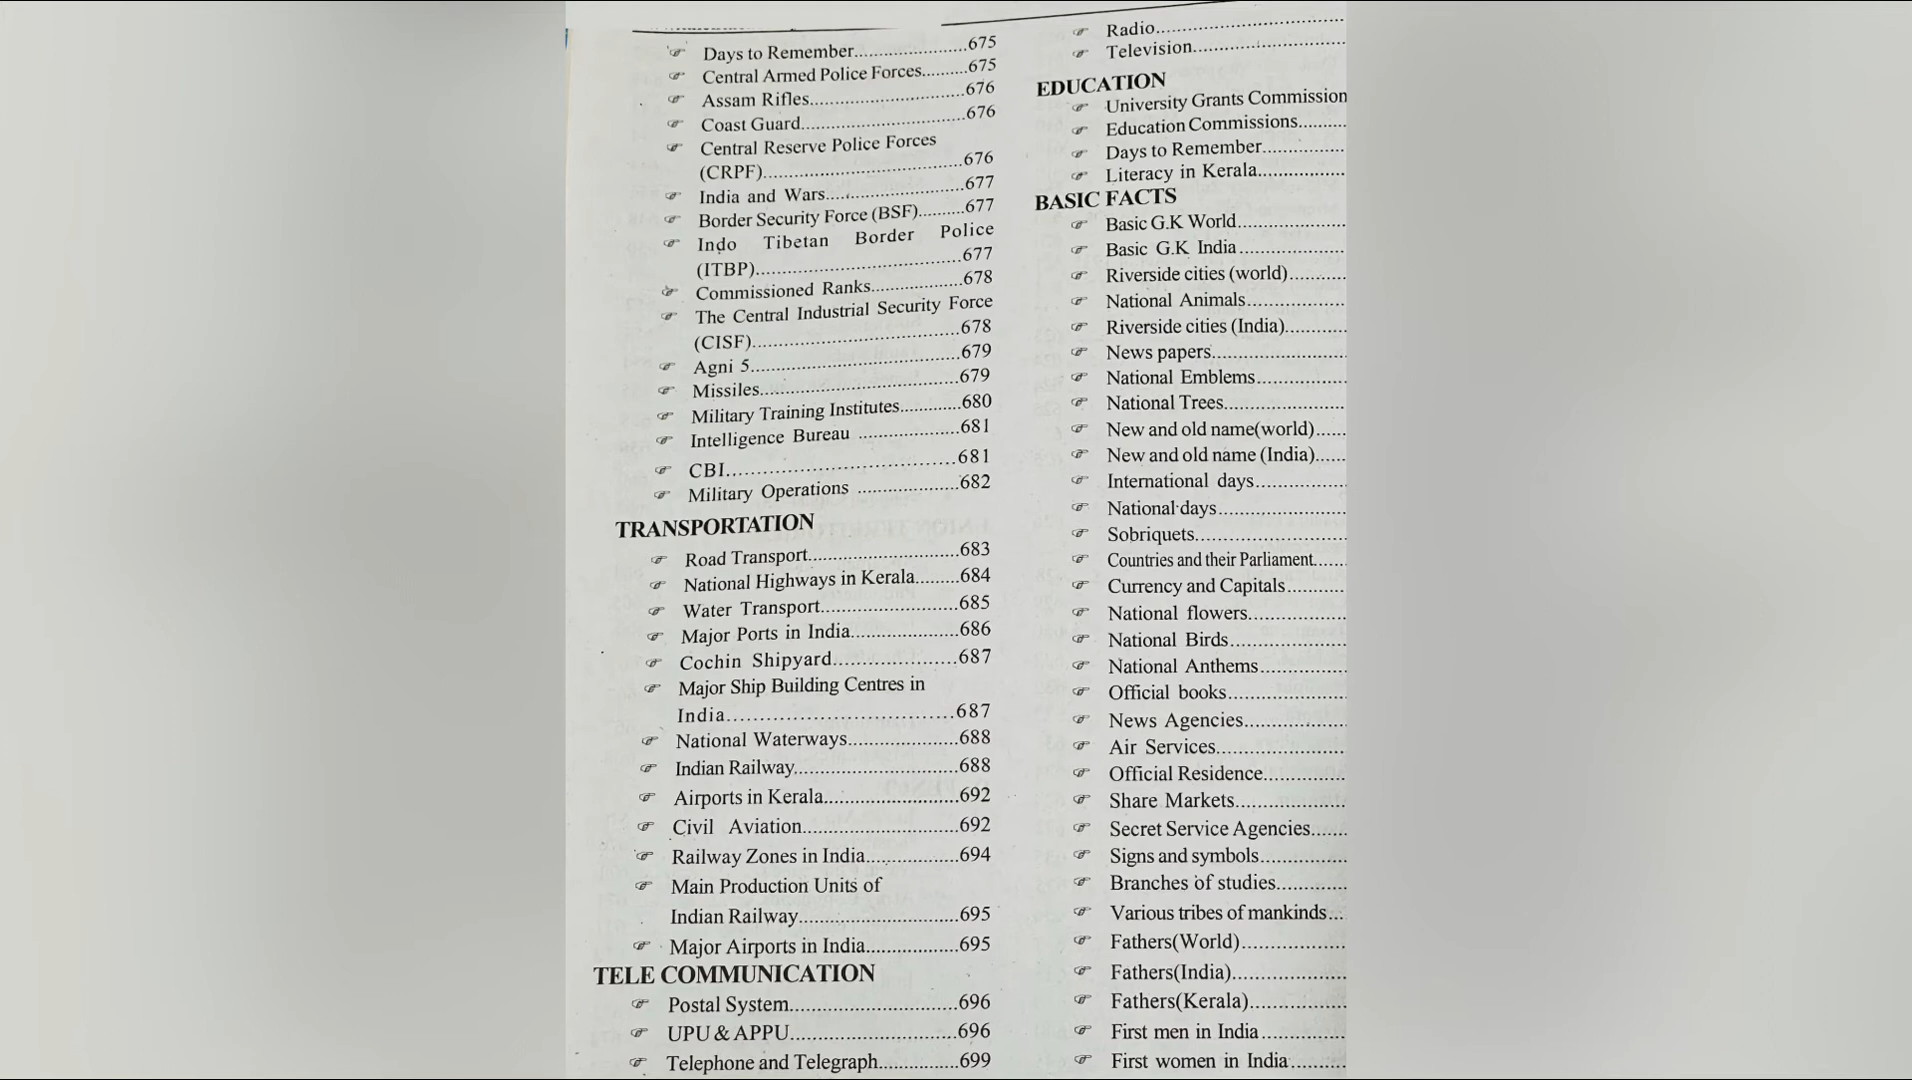 Days to Remember........................675
Central Armed Police Forces..........675
Assam Rifles.................................676
Coast Guard...................................676
Central Reserve Police Forces
(CRPF)..........................................676
India and Wars..............................677
Border Security Force (BSF)..........677
Indo Tibetan Border Police
(ITBP)............................................677
Commissioned Ranks....................678
The Central Industrial Security Force
(CISF)............................................678
Agni 5............................................679
Missiles..........................................679
Military Training Institutes.............680
Intelligence Bureau ......................681
CBI................................................681
Military Operations ......................682
TRANSPORTATION
Road Transport................................683
National Highways in Kerala.........684
Water Transport..............................685
Major Ports in India.......................686
Cochin Shipyard............................687
Major Ship Building Centres in
India..............................................687
National Waterways........................688
Indian Railway...................................688
Airports in Kerala.............................692
Civil Aviation..................................692
Railway Zones in India....................694
Main Production Units of
Indian Railway..................................695
Major Airports in India....................695
TELE COMMUNICATION
Postal System....................................696
UPU & APPU....................................696
Telephone and Telegraph.................699
Radio..............................
Television........................
EDUCATION
University Grants Commission
Education Commissions.........
Days to Remember...............
Literacy in Kerala................
BASIC FACTS
Basic G.K World.....................
Basic G.K India.....................
Riverside cities (world)..........
National Animals...................
Riverside cities (India)...........
News papers..........................
National Emblems.................
National Trees.......................
New and old name(world)......
New and old name (India)......
International days..................
National days.........................
Sobriquets.............................
Countries and their Parliament......
Currency and Capitals...........
National flowers....................
National Birds.......................
National Anthems..................
Official books.......................
News Agencies.....................
Air Services..........................
Official Residence................
Share Markets......................
Secret Service Agencies.......
Signs and symbols................
Branches of studies..............
Various tribes of mankinds...
Fathers(World).....................
Fathers(India)......................
Fathers(Kerala)....................
First men in India................
First women in India...........